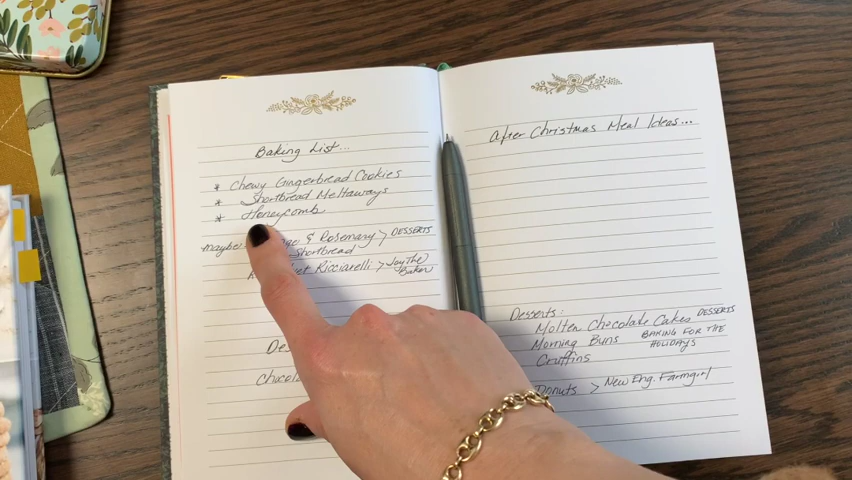 Baking List...
* Chewy Gingerbread Cookies
* Shortbread Meltaways
* Honeycomb
maybe: & Rosemary > DESSERTS
Shortbread
Ricciarelli > Joy The
Baker
After Christmas Meal Ideas...
Desserts:
Molten Chocolate Cakes DESSERTS
Morning Buns BAKING FOR THE
HOLIDAYS
Cruffins
Donuts > New Eng. Farmgirl